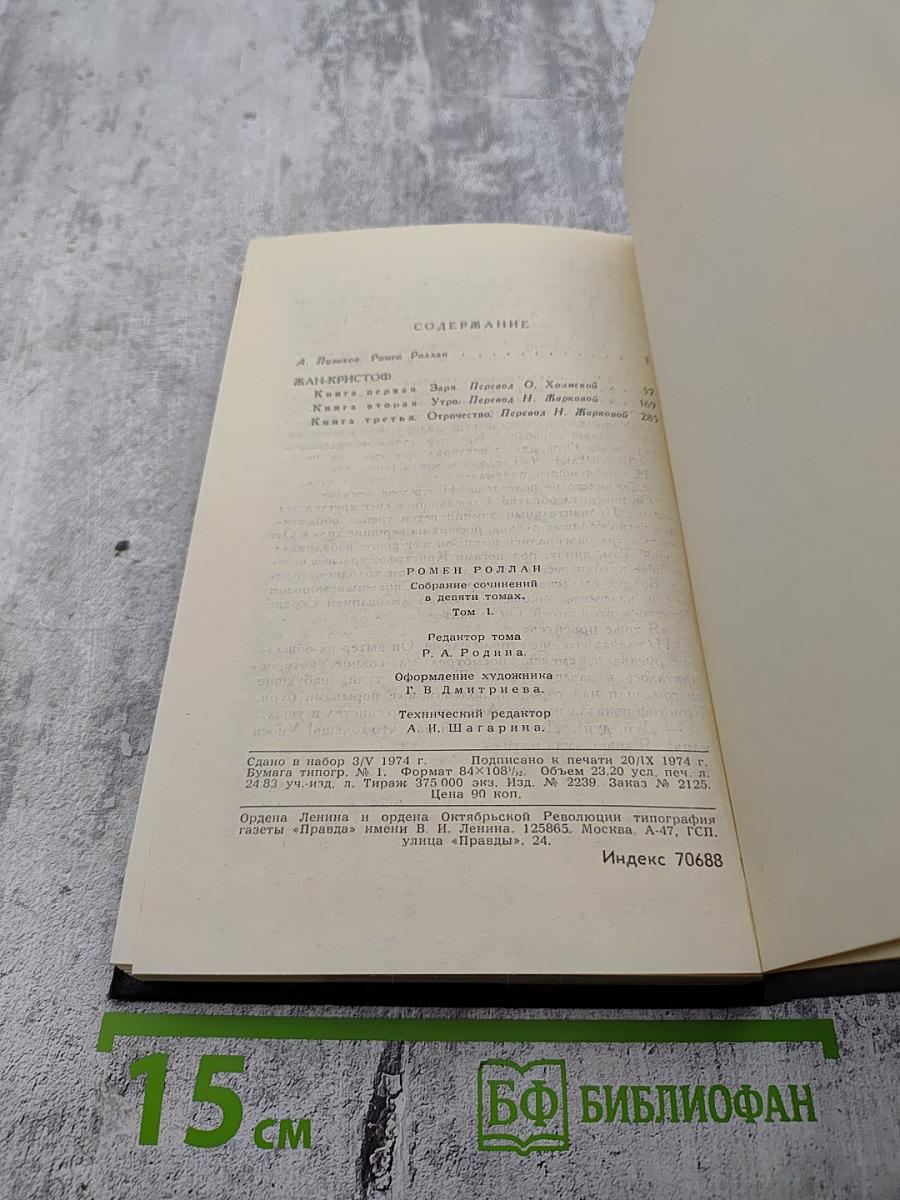 СОДЕРЖАНИЕ
А. Пузиков. Ромен Роллан . . . . . . . . . . . . 3
ЖАН-КРИСТОФ
Книга первая. Заря. Перевод О. Холмской . . 57
Книга вторая. Утро. Перевод Н. Жарковой . . 169
Книга третья. Отрочество. Перевод Н. Жарковой 285
РОМЕН РОЛЛАН
Собрание сочинений
в девяти томах.
Том 1.
Редактор тома
Р. А. Родина.
Оформление художника
Г. В. Дмитриева.
Технический редактор
А. И. Шагарина.
Сдано в набор 3/V 1974 г. Подписано к печати 20/IX 1974 г.
Бумага типогр. № 1. Формат 84×108¹/₃₂. Объем 23,20 усл. печ. л.
24,83 уч.-изд. л. Тираж 375 000 экз. Изд. № 2239. Заказ № 2125.
Цена 90 коп.
Ордена Ленина и ордена Октябрьской Революции типография
газеты «Правда» имени В. И. Ленина. 125865, Москва, А-47, ГСП,
улица «Правды», 24.
Индекс 70688
15 см
БФ БИБЛИОФАН